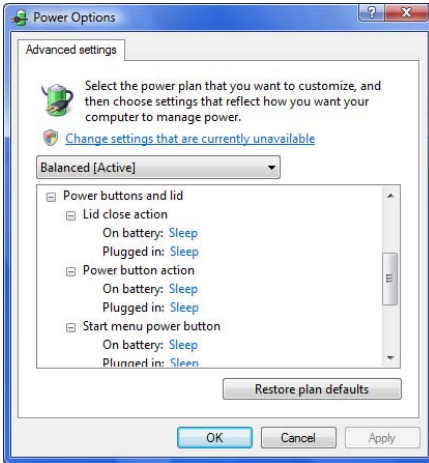 Power Options
Advanced settings
Select the power plan that you want to customize, and
then choose settings that reflect how you want your
computer to manage power.
Change settings that are currently unavailable
Balanced [Active]
Power buttons and lid
Lid close action
On battery: Sleep
Plugged in: Sleep
Power button action
On battery: Sleep
Plugged in: Sleep
Start menu power button
On battery: Sleep
Plugged in: Sleep
Restore plan defaults
OK Cancel Apply